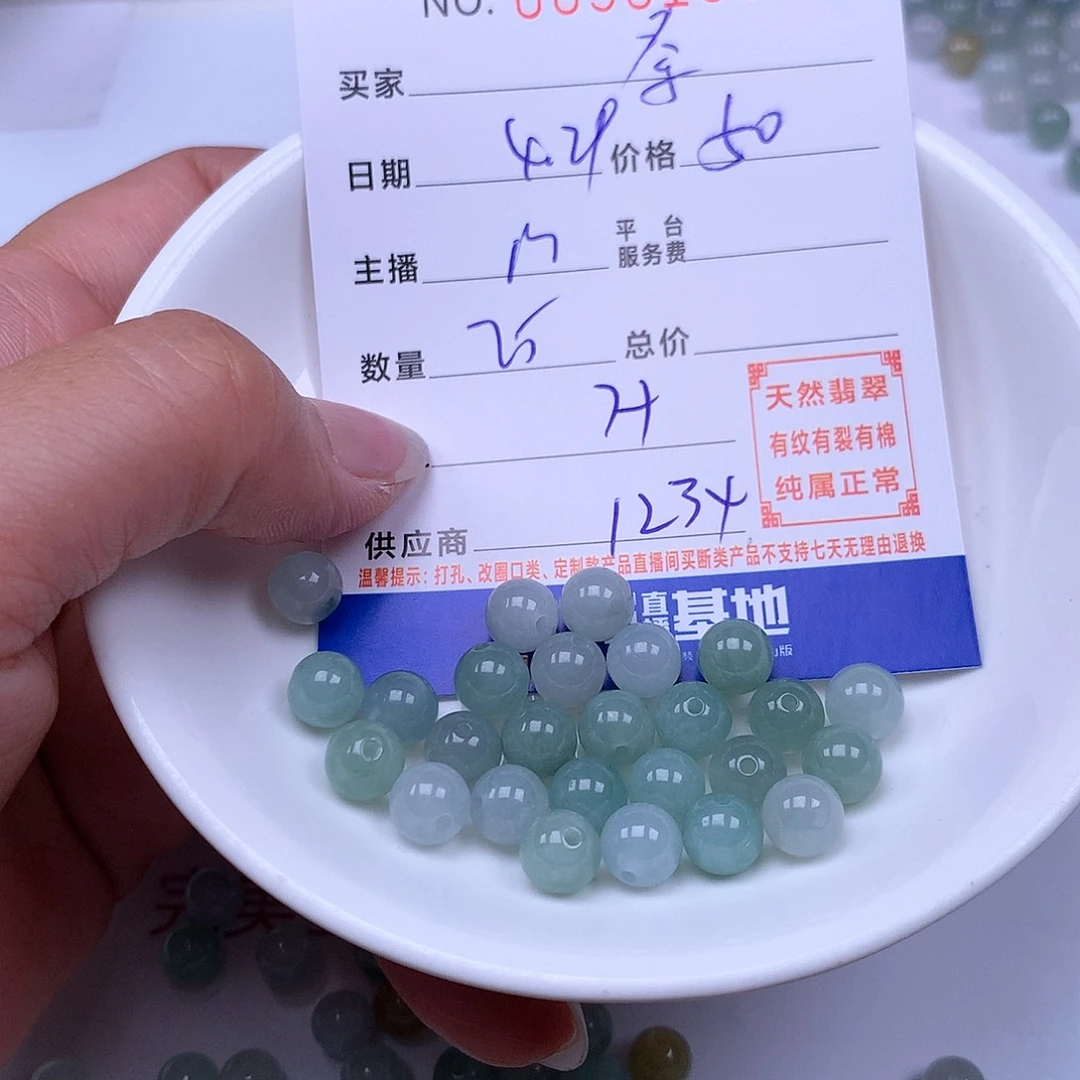 NO.
买家 李
日期 4.29 价格 50
主播 平台
服务费
数量 25 总价
24
供应商 1234
天然翡翠
有纹有裂有棉
纯属正常
温馨提示：打孔、改圈口类、定制款产品直播间买断类产品不支持七天无理由退换
基地